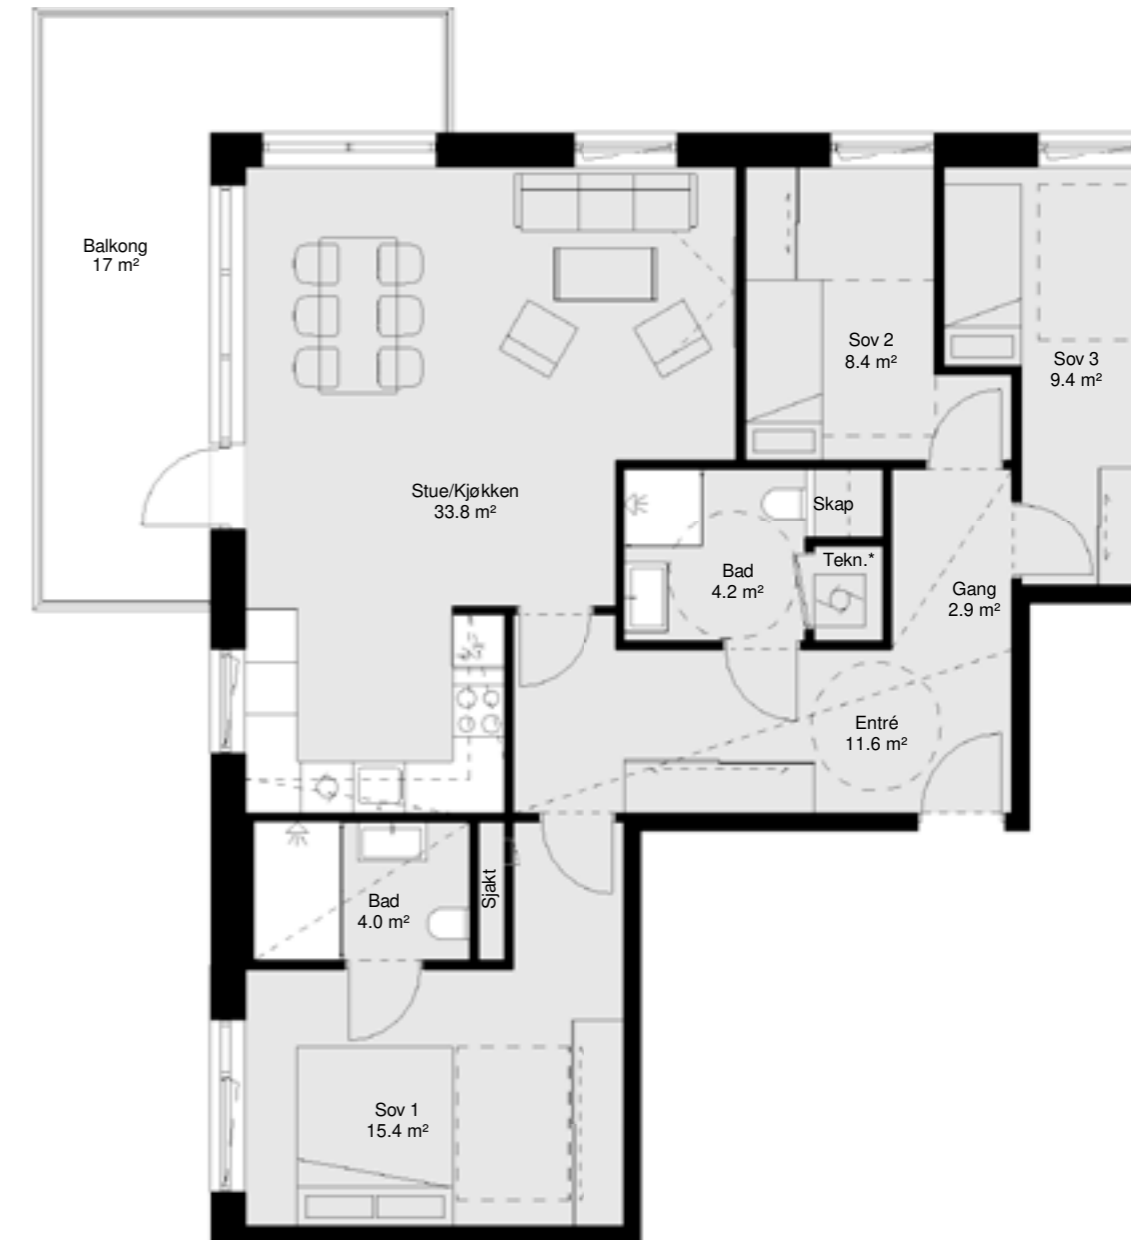 Balkong
17 m²
Sov 2
8.4 m²
Sov 3
9.4 m²
Stue/Kjøkken
33.8 m²
Skap
Tekn.*
Bad
4.2 m²
Gang
2.9 m²
Entré
11.6 m²
Sjakt
Bad
4.0 m²
Sov 1
15.4 m²